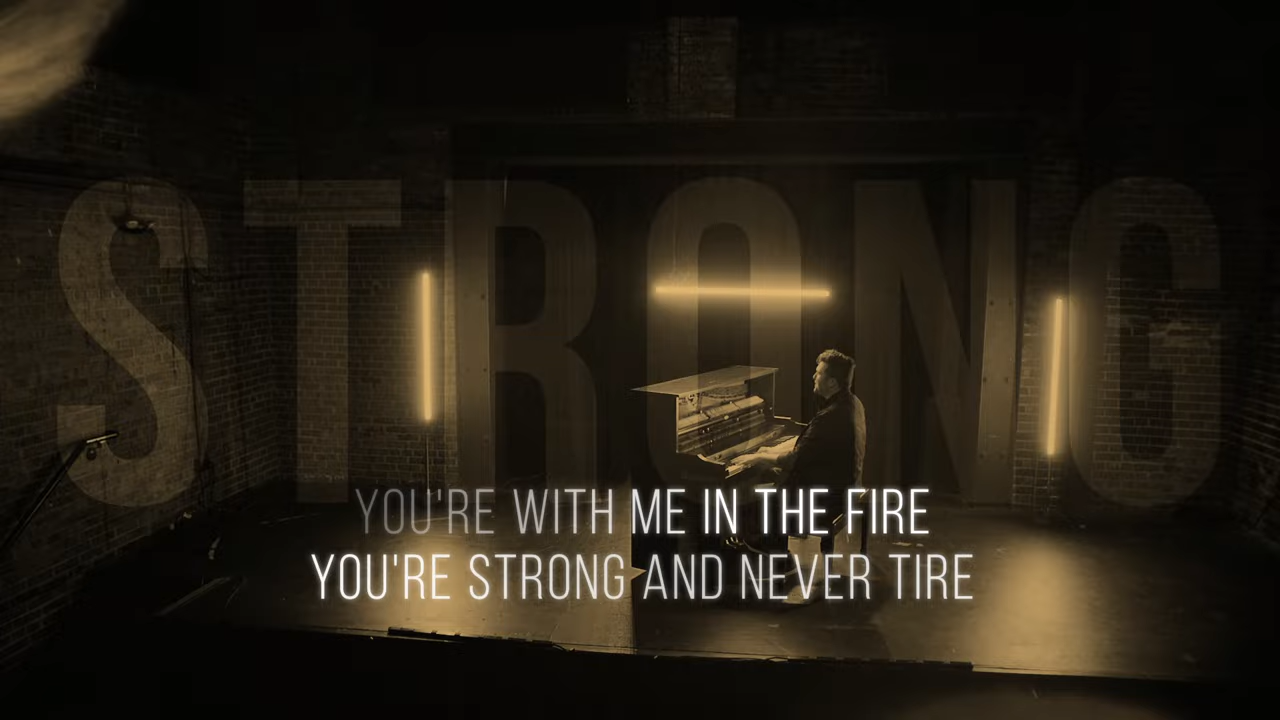 STRONG
YOU'RE WITH ME IN THE FIRE
YOU'RE STRONG AND NEVER TIRE